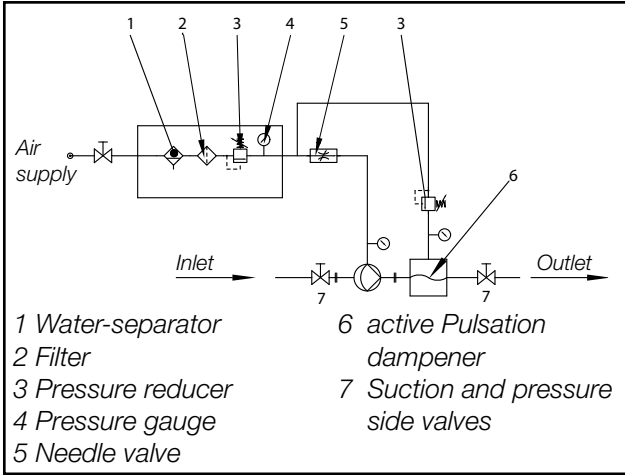 1 2 3 4 5 3
Air
supply
6
Inlet
Outlet
7 7
1 Water-separator
2 Filter
3 Pressure reducer
4 Pressure gauge
5 Needle valve
6 active Pulsation
dampener
7 Suction and pressure
side valves